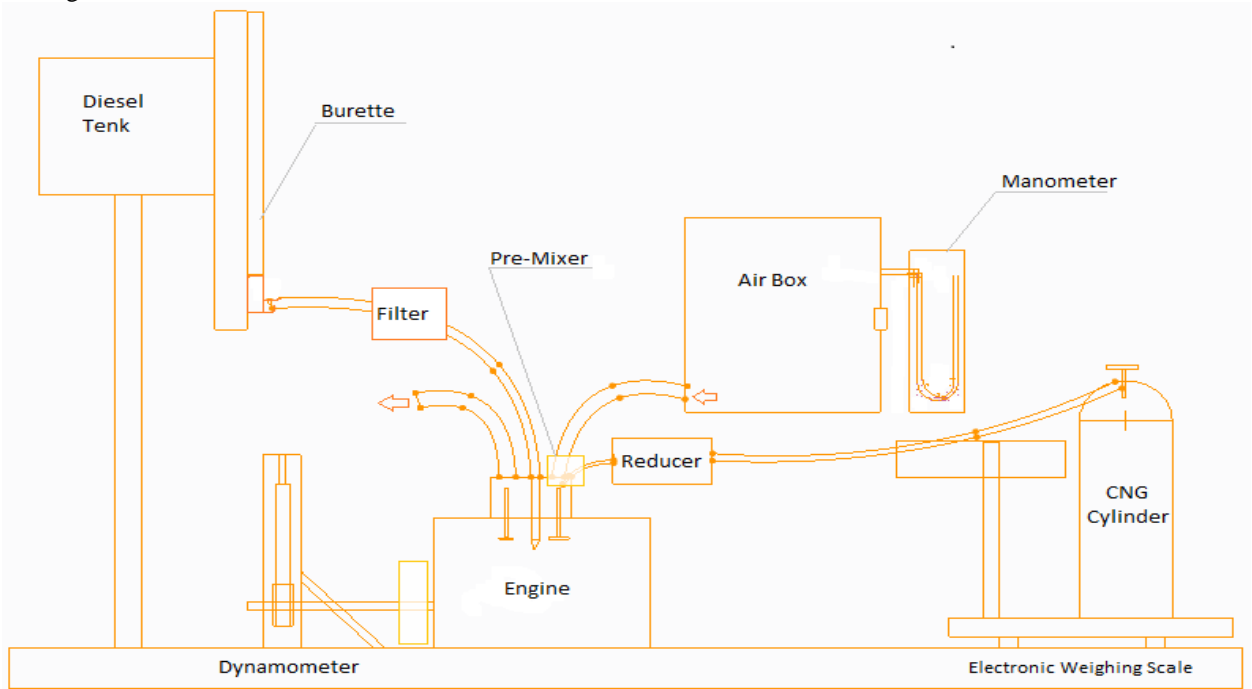 Diesel
Tenk
Burette
Manometer
Pre-Mixer
Air Box
Filter
Reducer
CNG
Cylinder
Engine
Dynamometer
Electronic Weighing Scale